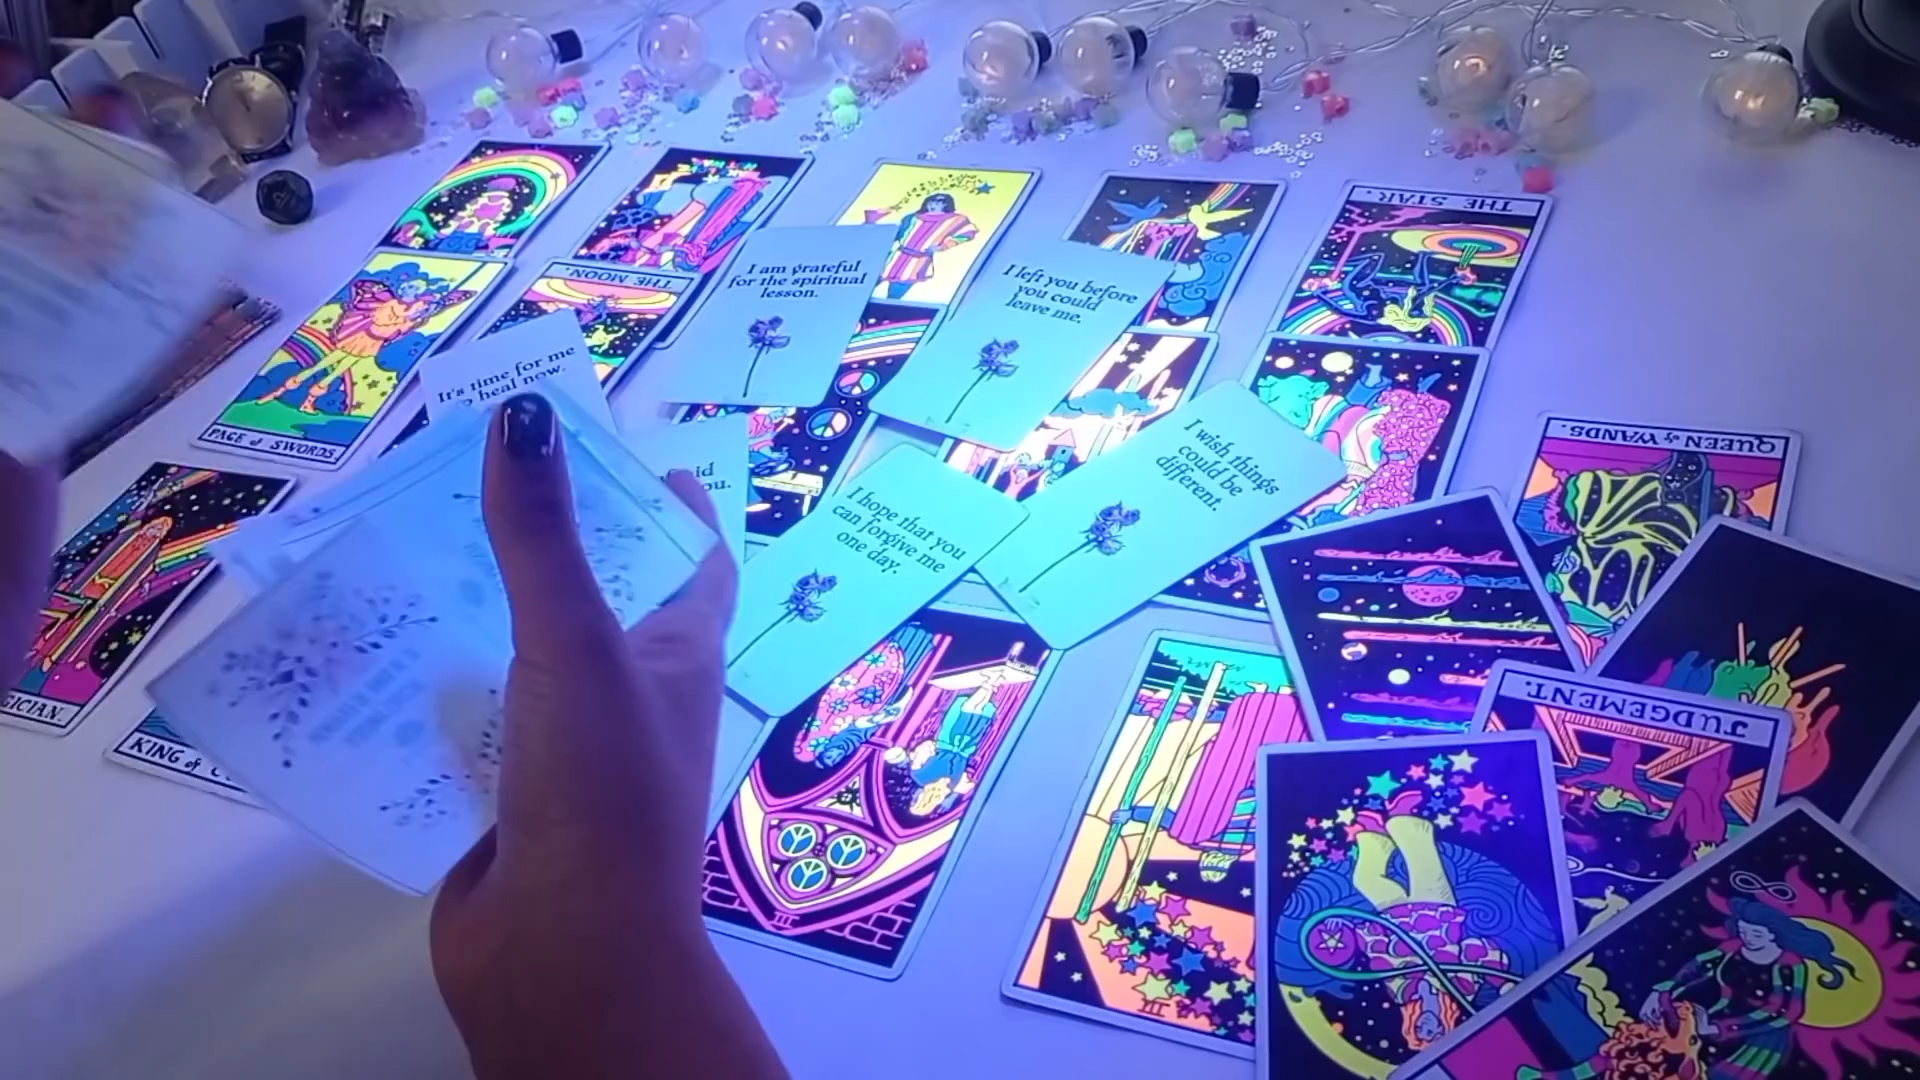 THE STAR.
THE MOON.
I am grateful
for the spiritual
lesson.
I left you before
you could
leave me.
It's time for me
heal now.
PAGE of SWORDS.
QUEEN of WANDS.
I wish things
could be
different.
I hope that you
can forgive me
one day.
JUDGEMENT.
KING of
III
III